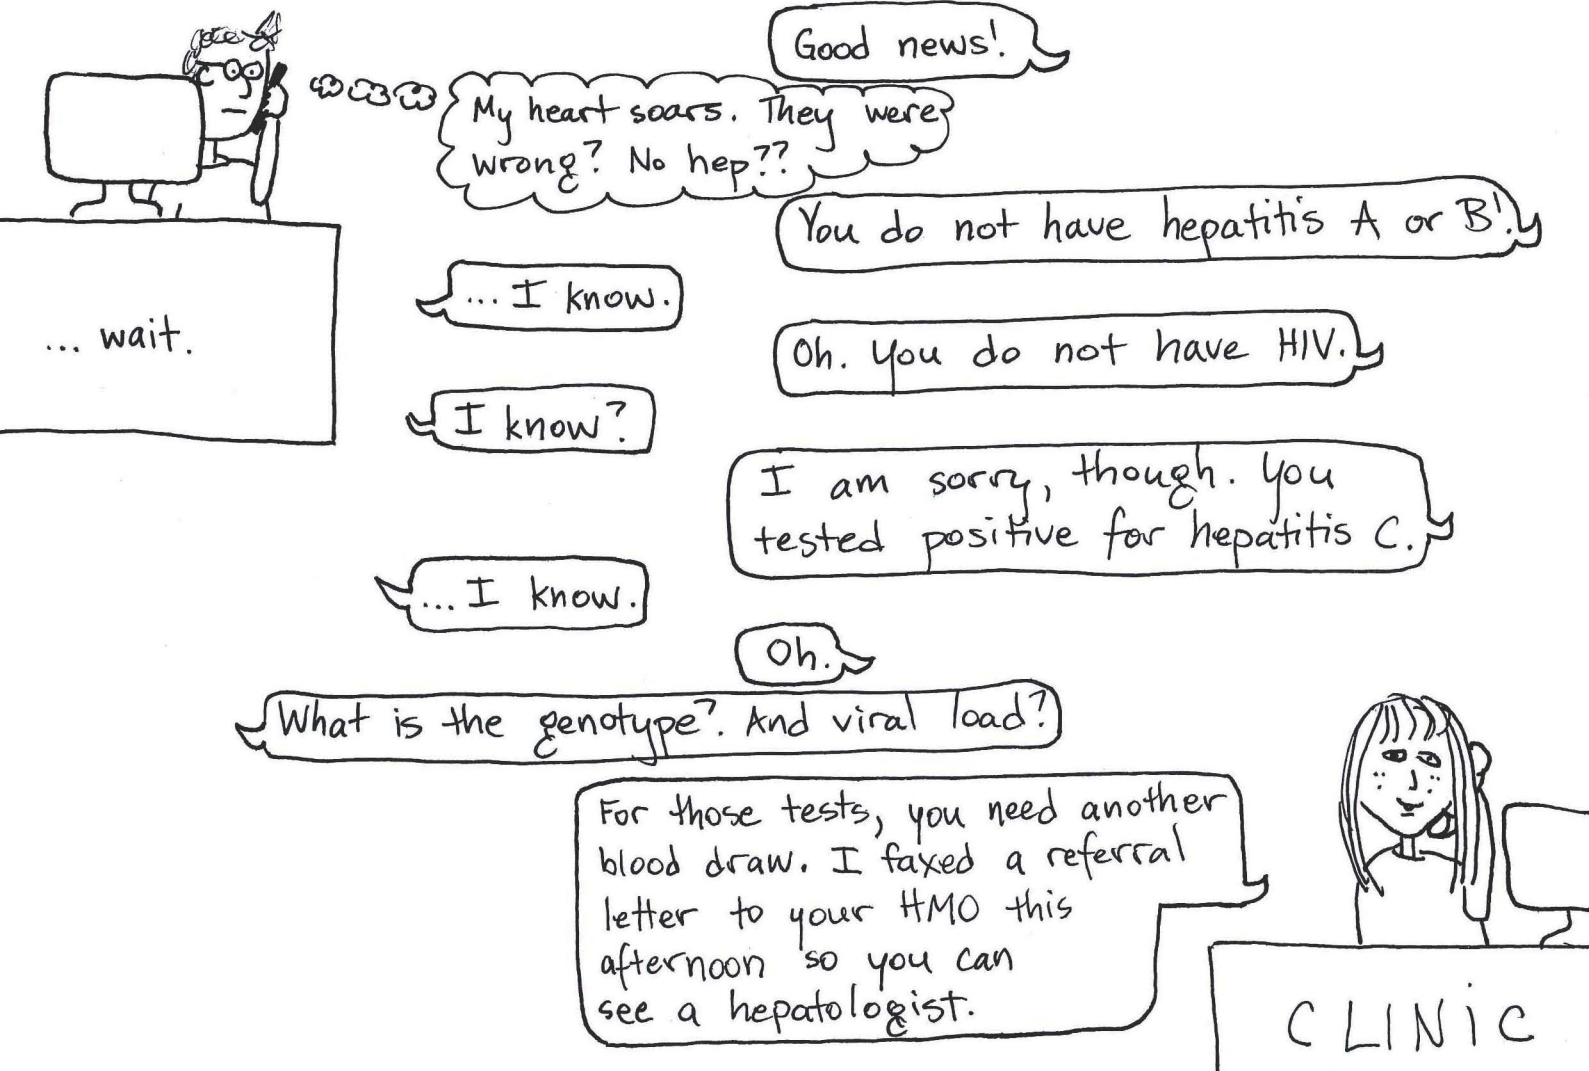 Good news!
My heart soars. They were
wrong? No hep??
You do not have hepatitis A or B!
... I know.
... wait.
Oh. You do not have HIV.
I know?
I am sorry, though. You
tested positive for hepatitis C.
... I know.
Oh.
What is the genotype? And viral load?
For those tests, you need another
blood draw. I faxed a referral
letter to your HMO this
afternoon so you can
see a hepatologist.
CLINIC